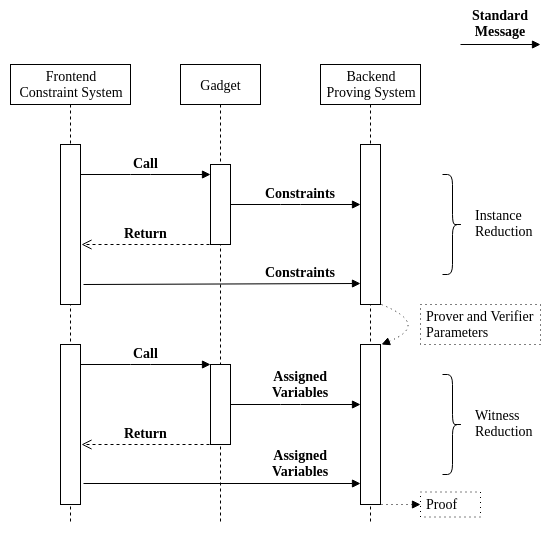 Standard
Message
Frontend
Constraint System
Gadget
Backend
Proving System
Call
Constraints
Return
Constraints
Instance
Reduction
Prover and Verifier
Parameters
Call
Assigned
Variables
Return
Assigned
Variables
Witness
Reduction
Proof